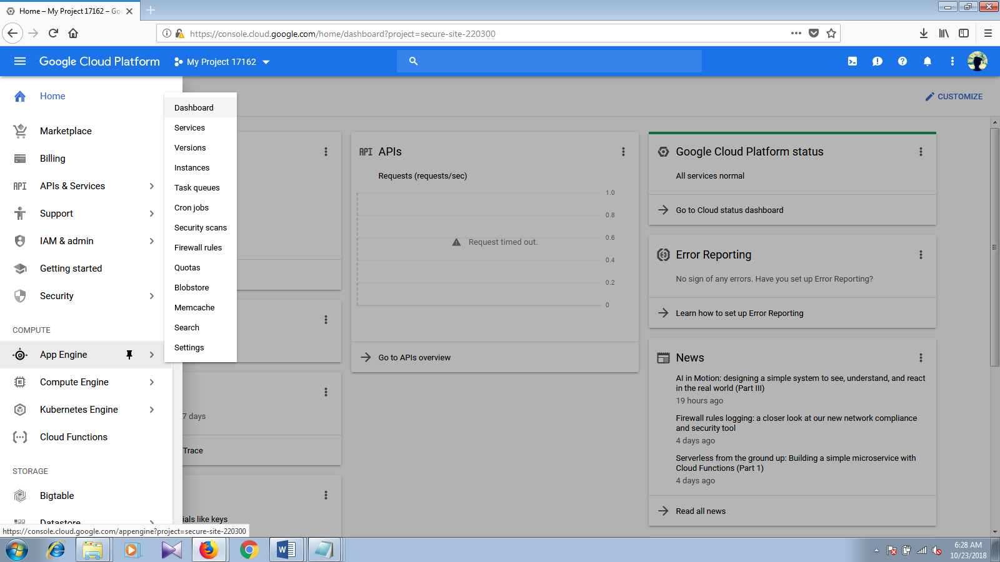 Home – My Project 17162 – Go
https://console.cloud.google.com/home/dashboard?project=secure-site-220300
Google Cloud Platform
My Project 17162
Home
Marketplace
Billing
APIs & Services
Support
IAM & admin
Getting started
Security
COMPUTE
App Engine
Compute Engine
Kubernetes Engine
Cloud Functions
STORAGE
Bigtable
Datastore
https://console.cloud.google.com/appengine?project=secure-site-220300
Dashboard
Services
Versions
Instances
Task queues
Cron jobs
Security scans
Firewall rules
Quotas
Blobstore
Memcache
Search
Settings
7 days
Trace
ials like keys
CUSTOMIZE
API APIs
Requests (requests/sec)
1.0
0.8
0.6
0.4
0.2
0
Request timed out.
Go to APIs overview
Google Cloud Platform status
All services normal
Go to Cloud status dashboard
Error Reporting
No sign of any errors. Have you set up Error Reporting?
Learn how to set up Error Reporting
News
AI in Motion: designing a simple system to see, understand, and react
in the real world (Part III)
19 hours ago
Firewall rules logging: a closer look at our new network compliance
and security tool
4 days ago
Serverless from the ground up: Building a simple microservice with
Cloud Functions (Part 1)
4 days ago
Read all news
6:28 AM
10/23/2018